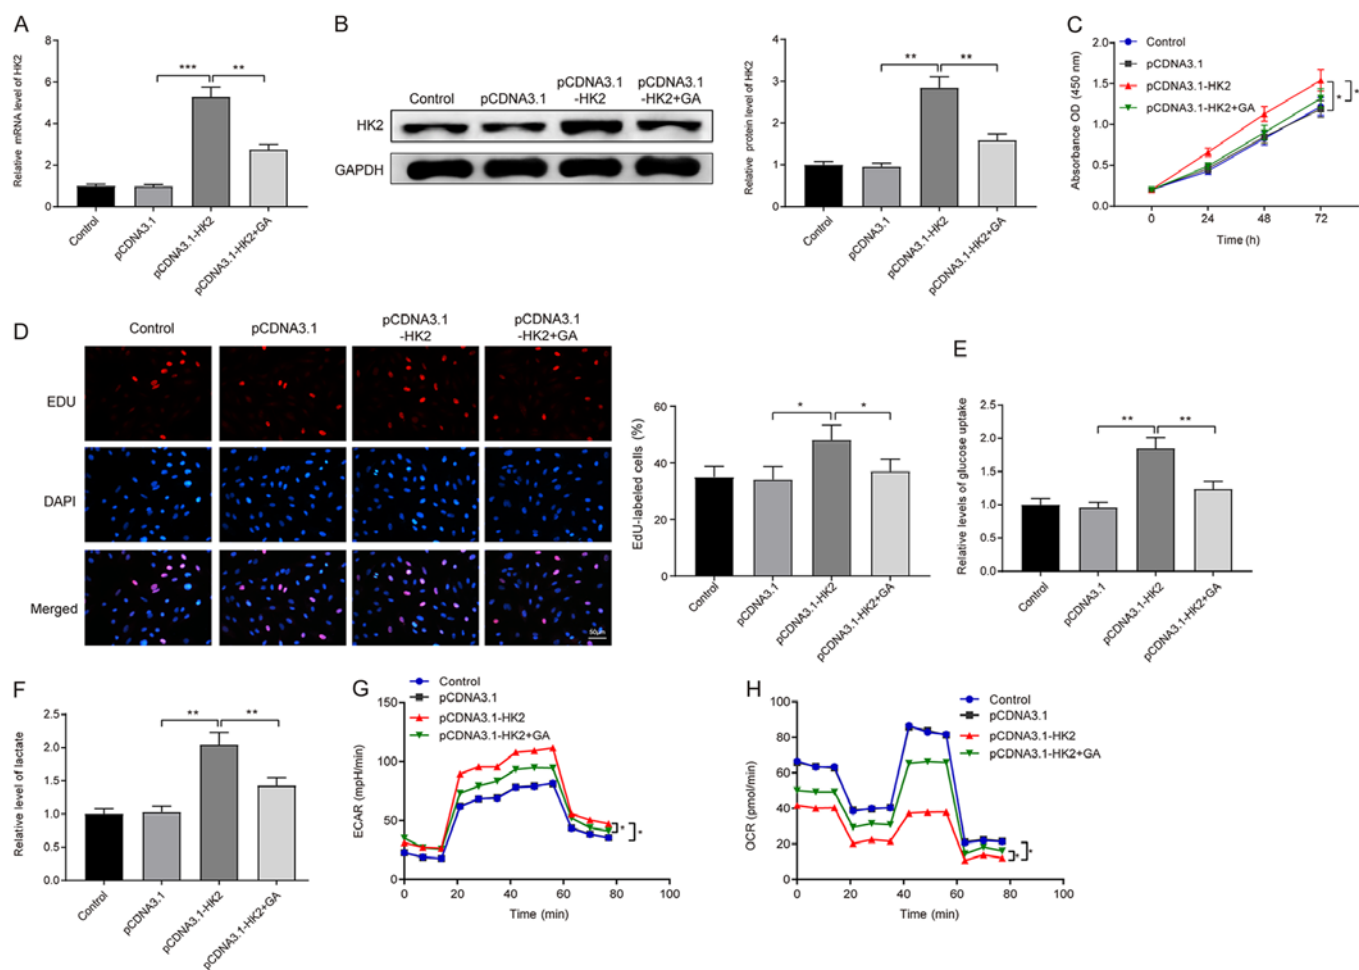 A
Relative mRNA level of HK2
8
6
4
2
0
***
**
Control
pCDNA3.1
pCDNA3.1-HK2
pCDNA3.1-HK2+GA
B
Control
pCDNA3.1
pCDNA3.1
-HK2
pCDNA3.1
-HK2+GA
HK2
GAPDH
Relative protein level of HK2
4
3
2
1
0
**
**
Control
pCDNA3.1
pCDNA3.1-HK2
pCDNA3.1-HK2+GA
C
Control
pCDNA3.1
pCDNA3.1-HK2
pCDNA3.1-HK2+GA
Absorbance OD (450 nm)
2.0
1.5
1.0
0.5
0.0
*
*
0
24
48
72
Time (h)
D
Control
pCDNA3.1
pCDNA3.1
-HK2
pCDNA3.1
-HK2+GA
EDU
DAPI
Merged
50μm
EdU-labeled cells (%)
60
40
20
0
*
*
Control
pCDNA3.1
pCDNA3.1-HK2
pCDNA3.1-HK2+GA
E
Relative levels of glucose uptake
2.5
2.0
1.5
1.0
0.5
0.0
**
**
Control
pCDNA3.1
pCDNA3.1-HK2
pCDNA3.1-HK2+GA
F
Relative level of lactate
2.5
2.0
1.5
1.0
0.5
0.0
**
**
Control
pCDNA3.1
pCDNA3.1-HK2
pCDNA3.1-HK2+GA
G
Control
pCDNA3.1
pCDNA3.1-HK2
pCDNA3.1-HK2+GA
ECAR (mpH/min)
150
100
50
0
*
*
0
20
40
60
80
100
Time (min)
H
Control
pCDNA3.1
pCDNA3.1-HK2
pCDNA3.1-HK2+GA
OCR (pmol/min)
100
80
60
40
20
0
*
*
0
20
40
60
80
100
Time (min)